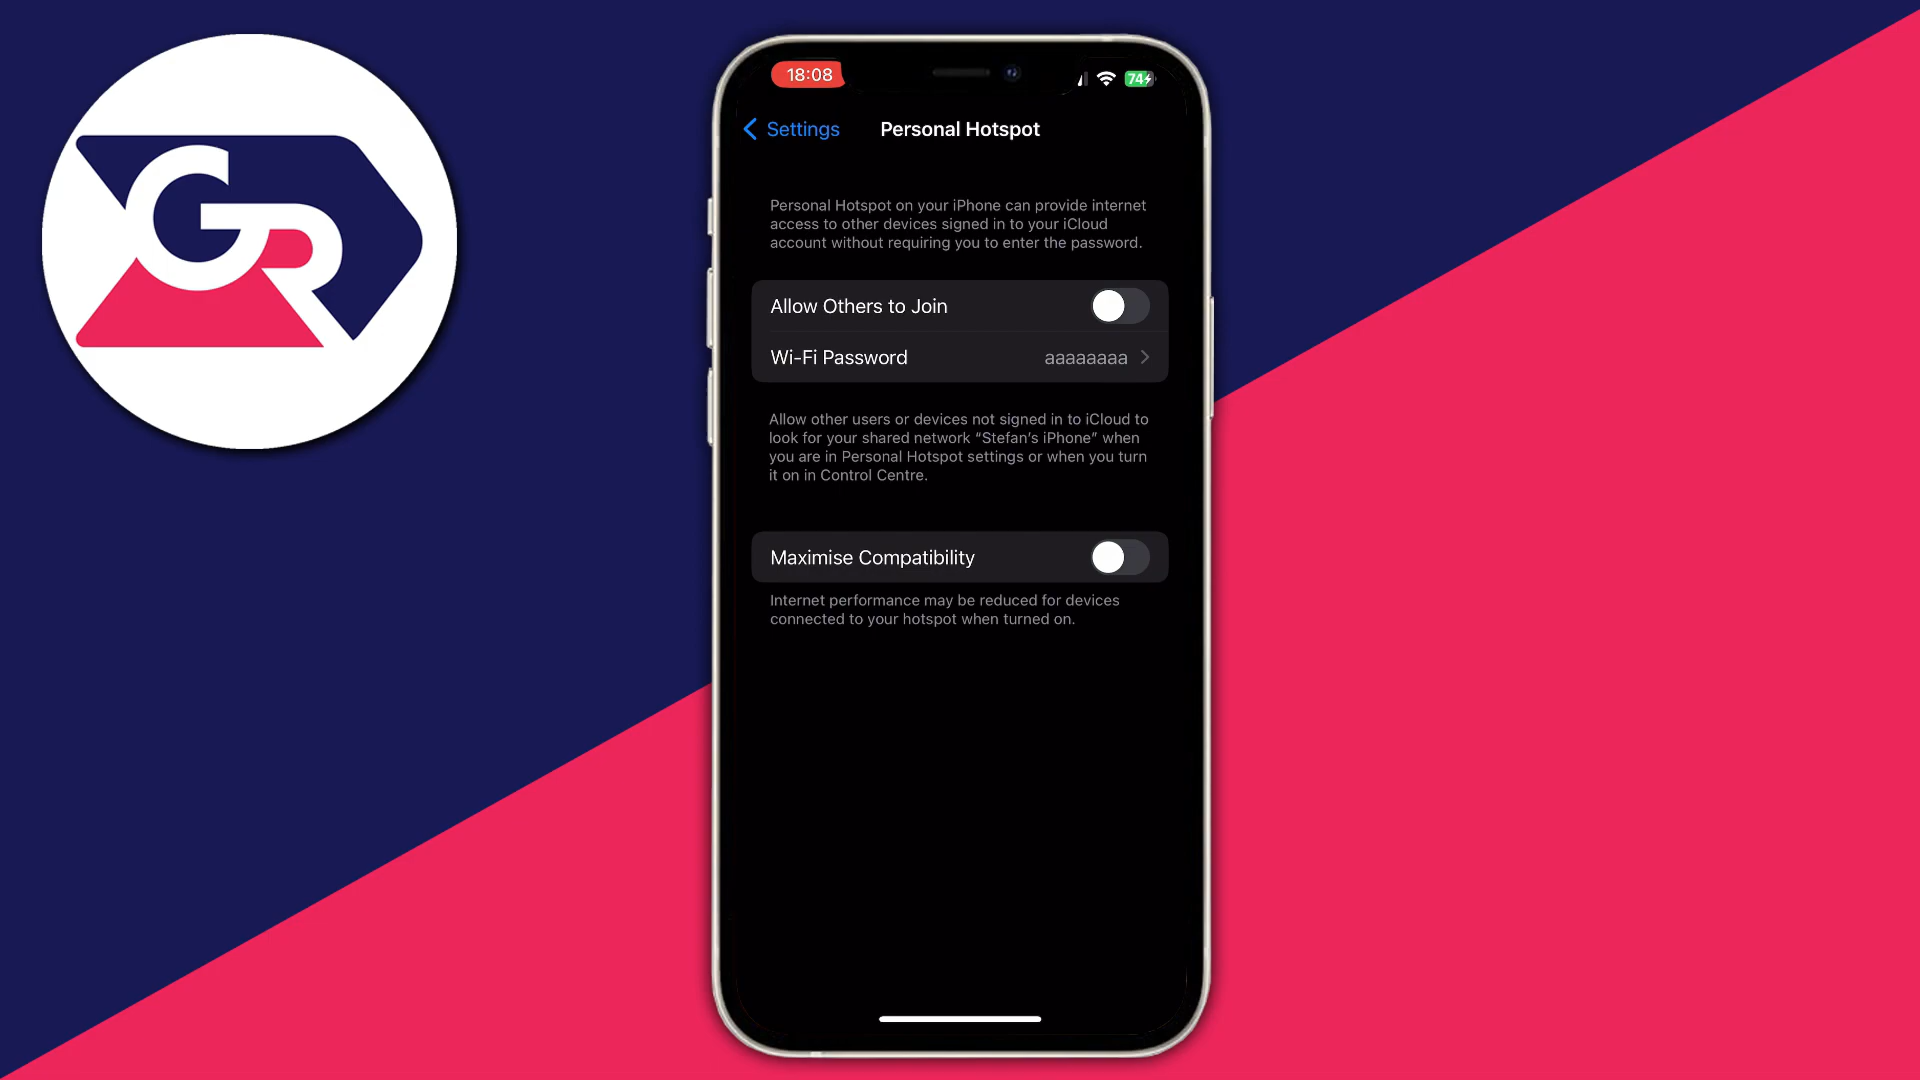 GR
18:08
74
Settings
Personal Hotspot
Personal Hotspot on your iPhone can provide internet
access to other devices signed in to your iCloud
account without requiring you to enter the password.
Allow Others to Join
Wi-Fi Password aaaaaaaa
Allow other users or devices not signed in to iCloud to
look for your shared network “Stefan’s iPhone” when
you are in Personal Hotspot settings or when you turn
it on in Control Centre.
Maximise Compatibility
Internet performance may be reduced for devices
connected to your hotspot when turned on.